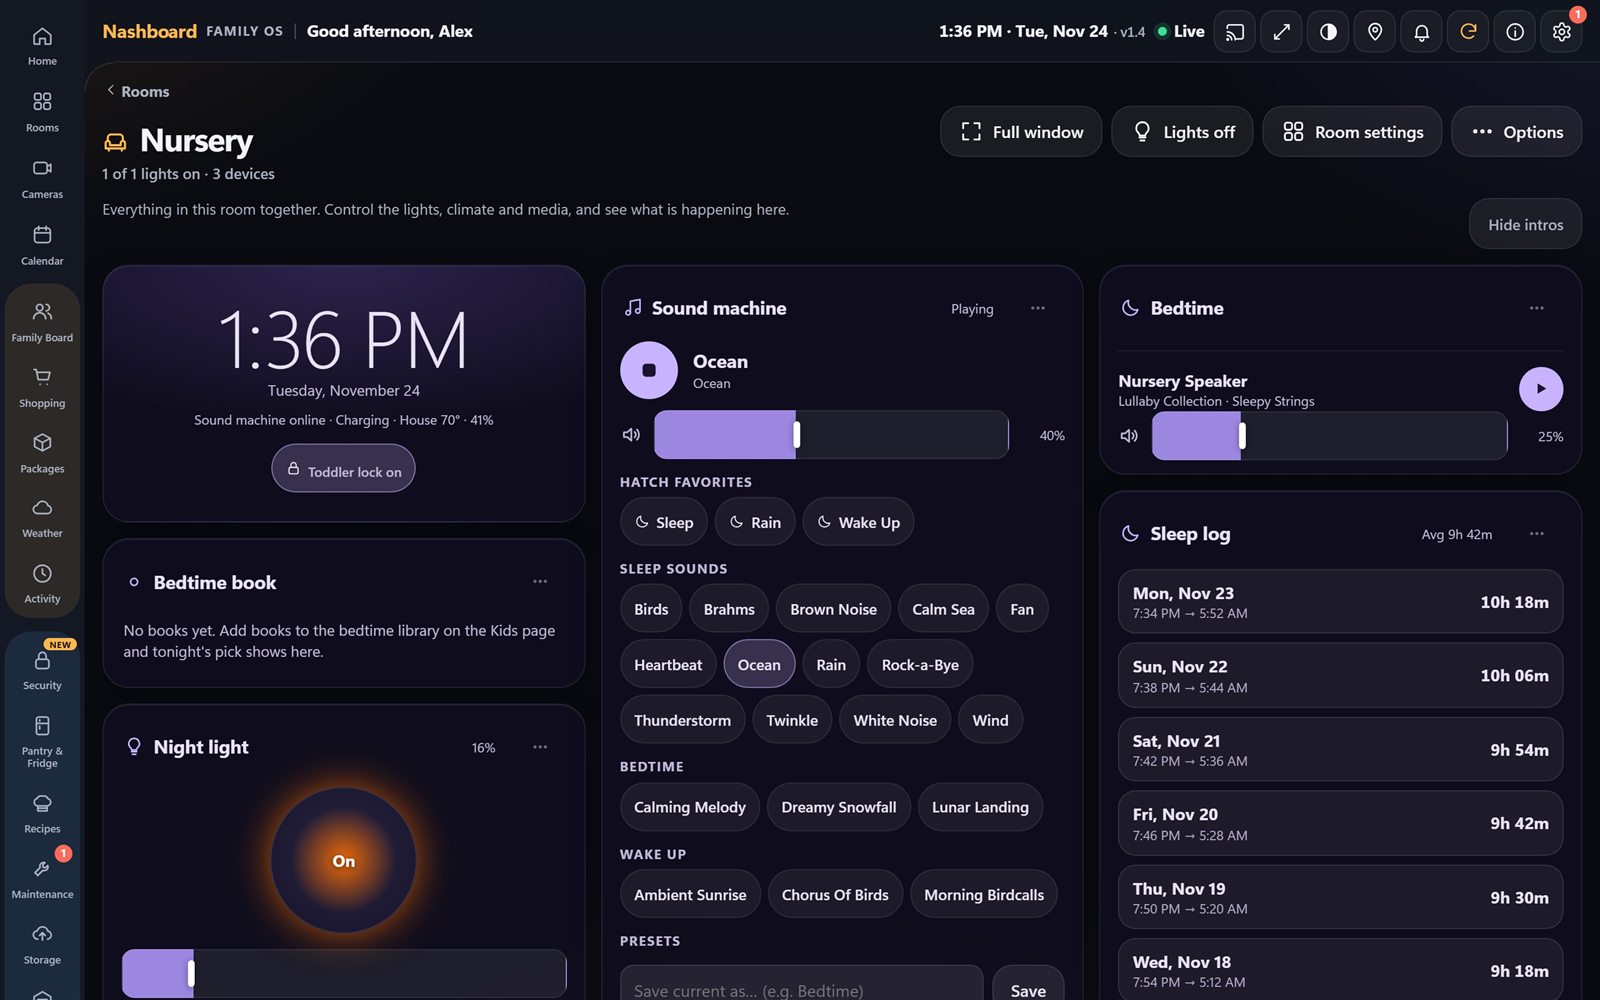 Nashboard FAMILY OS
Good afternoon, Alex
1:36 PM · Tue, Nov 24 · v1.4
Live
1
Home
Rooms
Cameras
Calendar
Family Board
Shopping
Packages
Weather
Activity
NEW
Security
Pantry &
Fridge
Recipes
1
Maintenance
Storage
Rooms
Nursery
1 of 1 lights on · 3 devices
Everything in this room together. Control the lights, climate and media, and see what is happening here.
Full window
Lights off
Room settings
Options
Hide intros
1:36 PM
Tuesday, November 24
Sound machine online · Charging · House 70° · 41%
Toddler lock on
Bedtime book
No books yet. Add books to the bedtime library on the Kids page
and tonight's pick shows here.
Night light
16%
On
Sound machine
Playing
Ocean
Ocean
40%
HATCH FAVORITES
Sleep
Rain
Wake Up
SLEEP SOUNDS
Birds
Brahms
Brown Noise
Calm Sea
Fan
Heartbeat
Ocean
Rain
Rock-a-Bye
Thunderstorm
Twinkle
White Noise
Wind
BEDTIME
Calming Melody
Dreamy Snowfall
Lunar Landing
WAKE UP
Ambient Sunrise
Chorus Of Birds
Morning Birdcalls
PRESETS
Save current as... (e.g. Bedtime)
Save
Bedtime
Nursery Speaker
Lullaby Collection · Sleepy Strings
25%
Sleep log
Avg 9h 42m
Mon, Nov 23
7:34 PM → 5:52 AM
10h 18m
Sun, Nov 22
7:38 PM → 5:44 AM
10h 06m
Sat, Nov 21
7:42 PM → 5:36 AM
9h 54m
Fri, Nov 20
7:46 PM → 5:28 AM
9h 42m
Thu, Nov 19
7:50 PM → 5:20 AM
9h 30m
Wed, Nov 18
7:54 PM → 5:12 AM
9h 18m